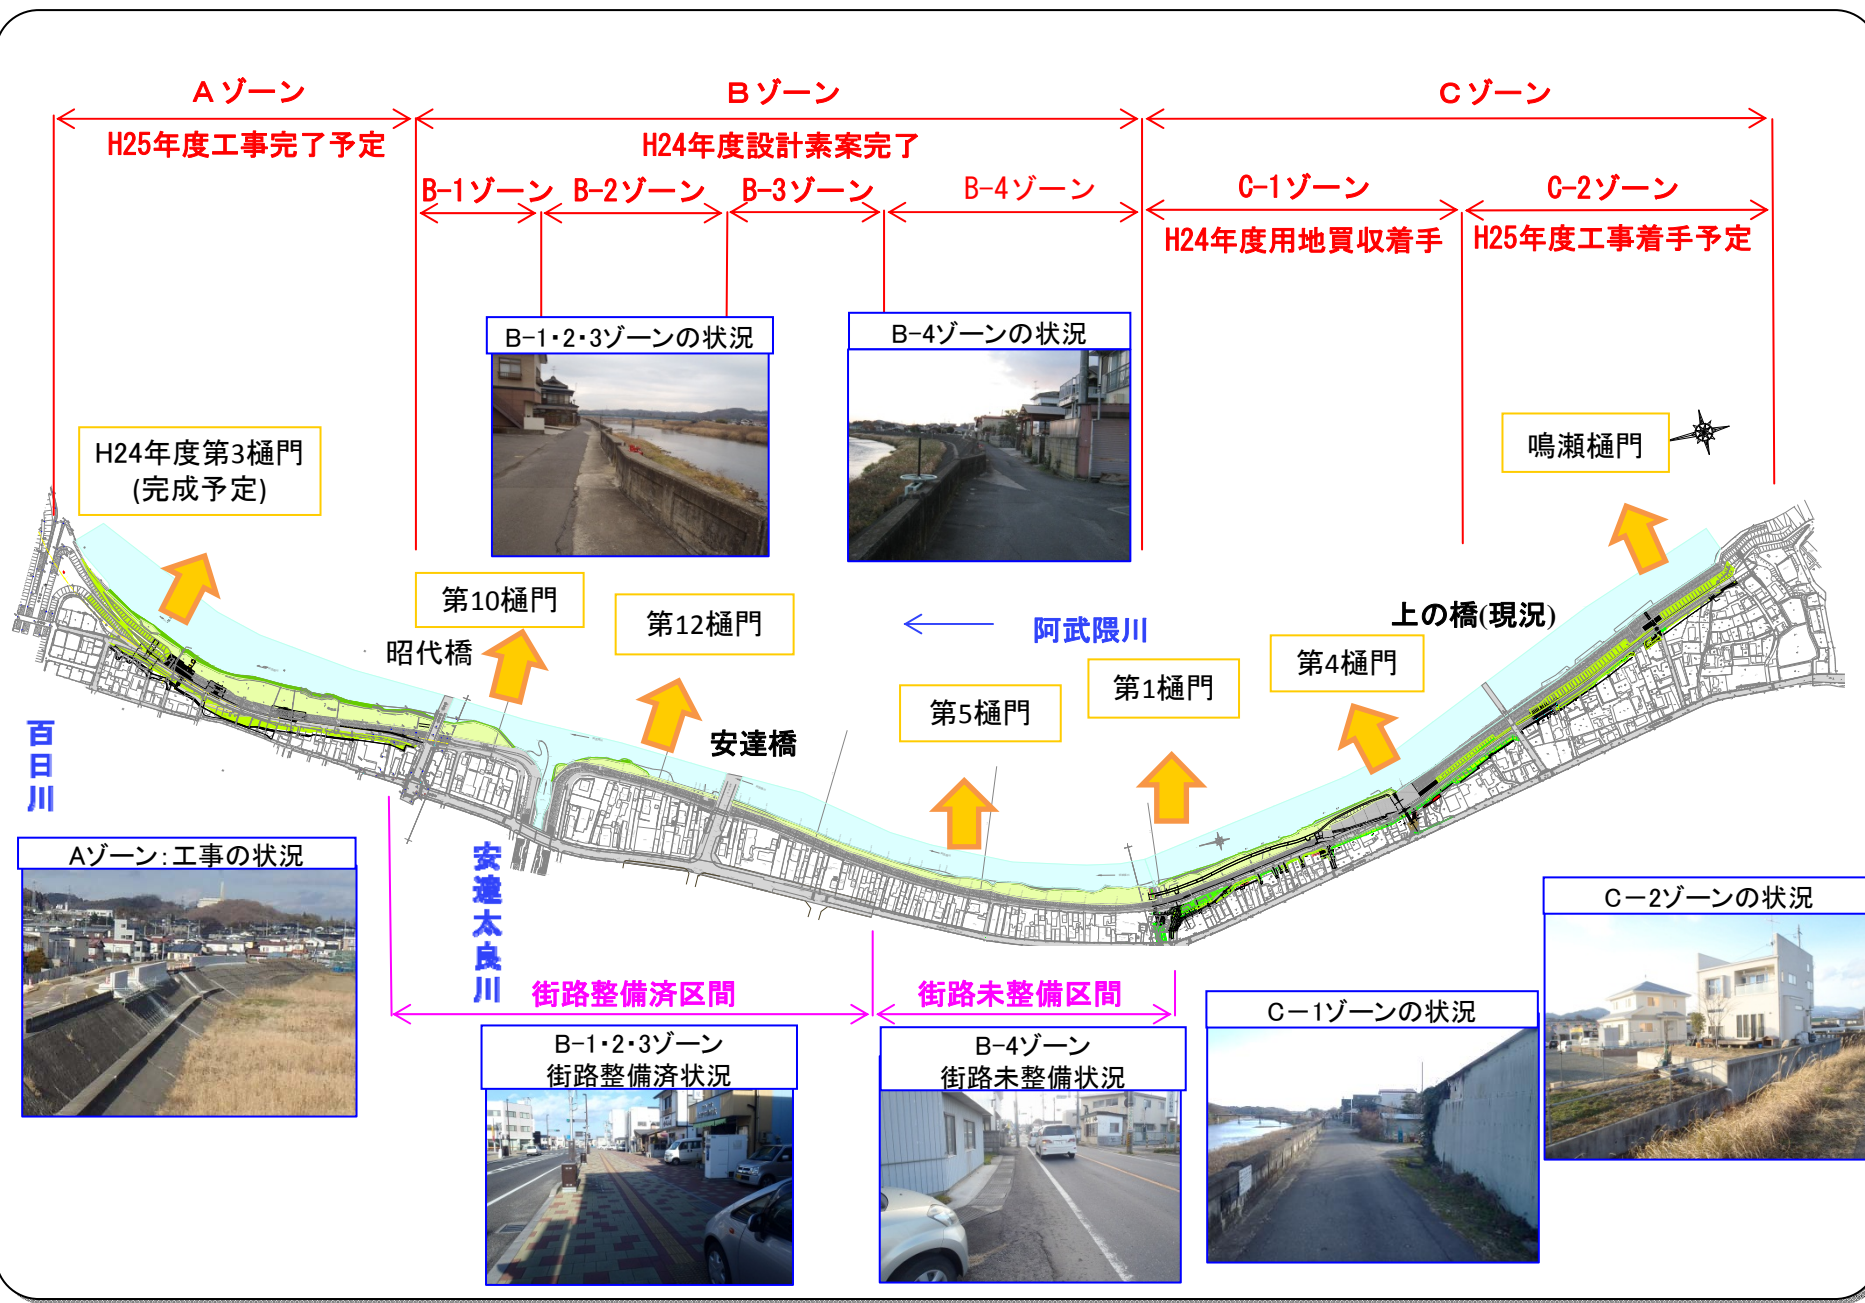 Aゾーン
Bゾーン
Cゾーン
H25年度工事完了予定
H24年度設計素案完了
B-1ゾーン
B-2ゾーン
B-3ゾーン
B-4ゾーン
C-1ゾーン
C-2ゾーン
H24年度用地買収着手
H25年度工事着手予定
B-1・2・3ゾーンの状況
B-4ゾーンの状況
H24年度第3樋門
(完成予定)
鳴瀬樋門
第10樋門
第12樋門
昭代橋
阿武隈川
上の橋(現況)
第4樋門
第1樋門
第5樋門
安達橋
百日川
安達太良川
Aゾーン：工事の状況
C-2ゾーンの状況
街路整備済区間
街路未整備区間
C-1ゾーンの状況
B-1・2・3ゾーン
街路整備済状況
B-4ゾーン
街路未整備状況